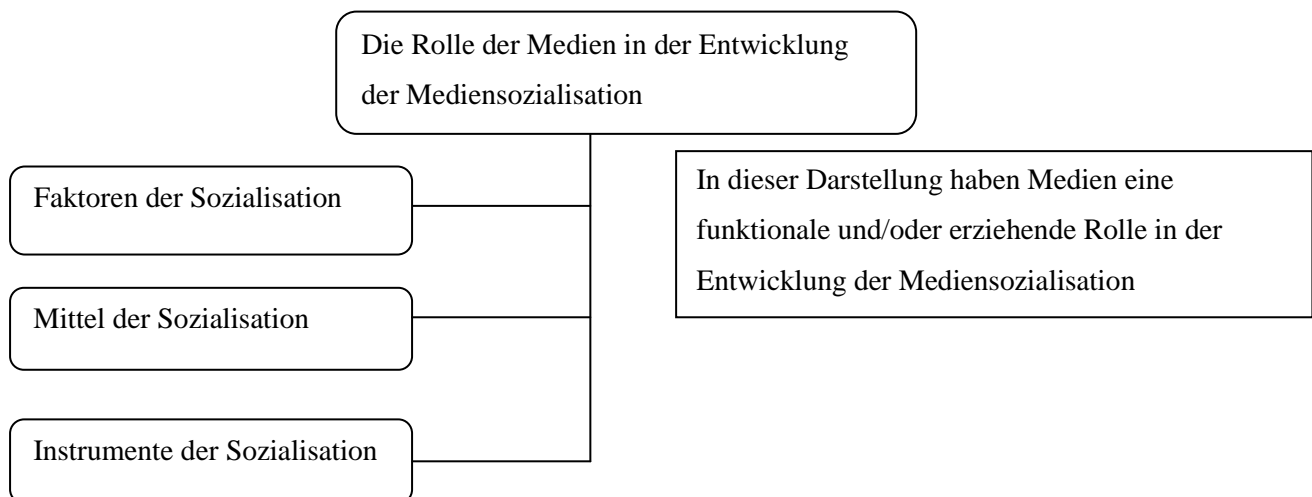 Die Rolle der Medien in der Entwicklung
der Mediensozialisation
Faktoren der Sozialisation
In dieser Darstellung haben Medien eine
funktionale und/oder erziehende Rolle in der
Entwicklung der Mediensozialisation
Mittel der Sozialisation
Instrumente der Sozialisation